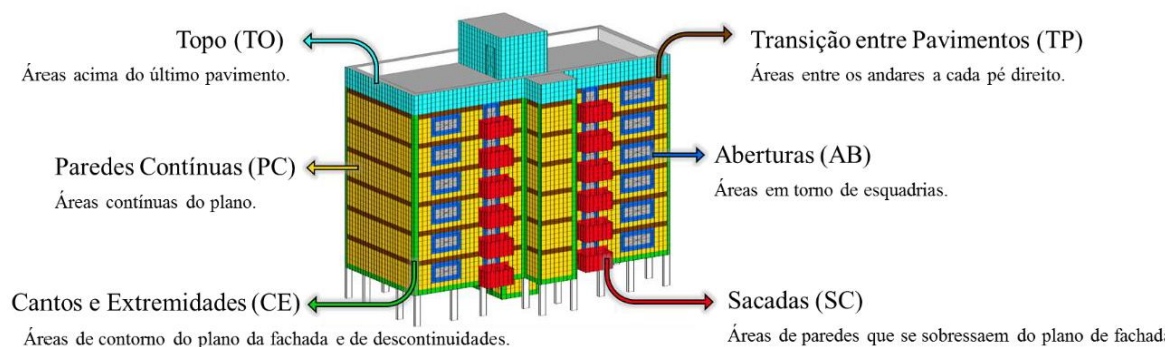 Topo (TO)
Áreas acima do último pavimento.
Transição entre Pavimentos (TP)
Áreas entre os andares a cada pé direito.
Paredes Contínuas (PC)
Áreas contínuas do plano.
Aberturas (AB)
Áreas em torno de esquadrias.
Cantos e Extremidades (CE)
Áreas de contorno do plano da fachada e de descontinuidades.
Sacadas (SC)
Áreas de paredes que se sobressaem do plano de fachada